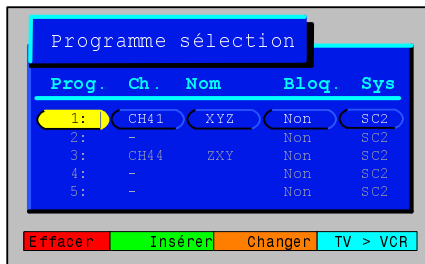 Programme sélection
Prog. Ch. Nom Bloq. Sys
1: CH41 XYZ Non SC2
2: - Non SC2
3: CH44 ZXY Non SC2
4: - Non SC2
5: - Non SC2
Effacer Insérer Changer TV > VCR